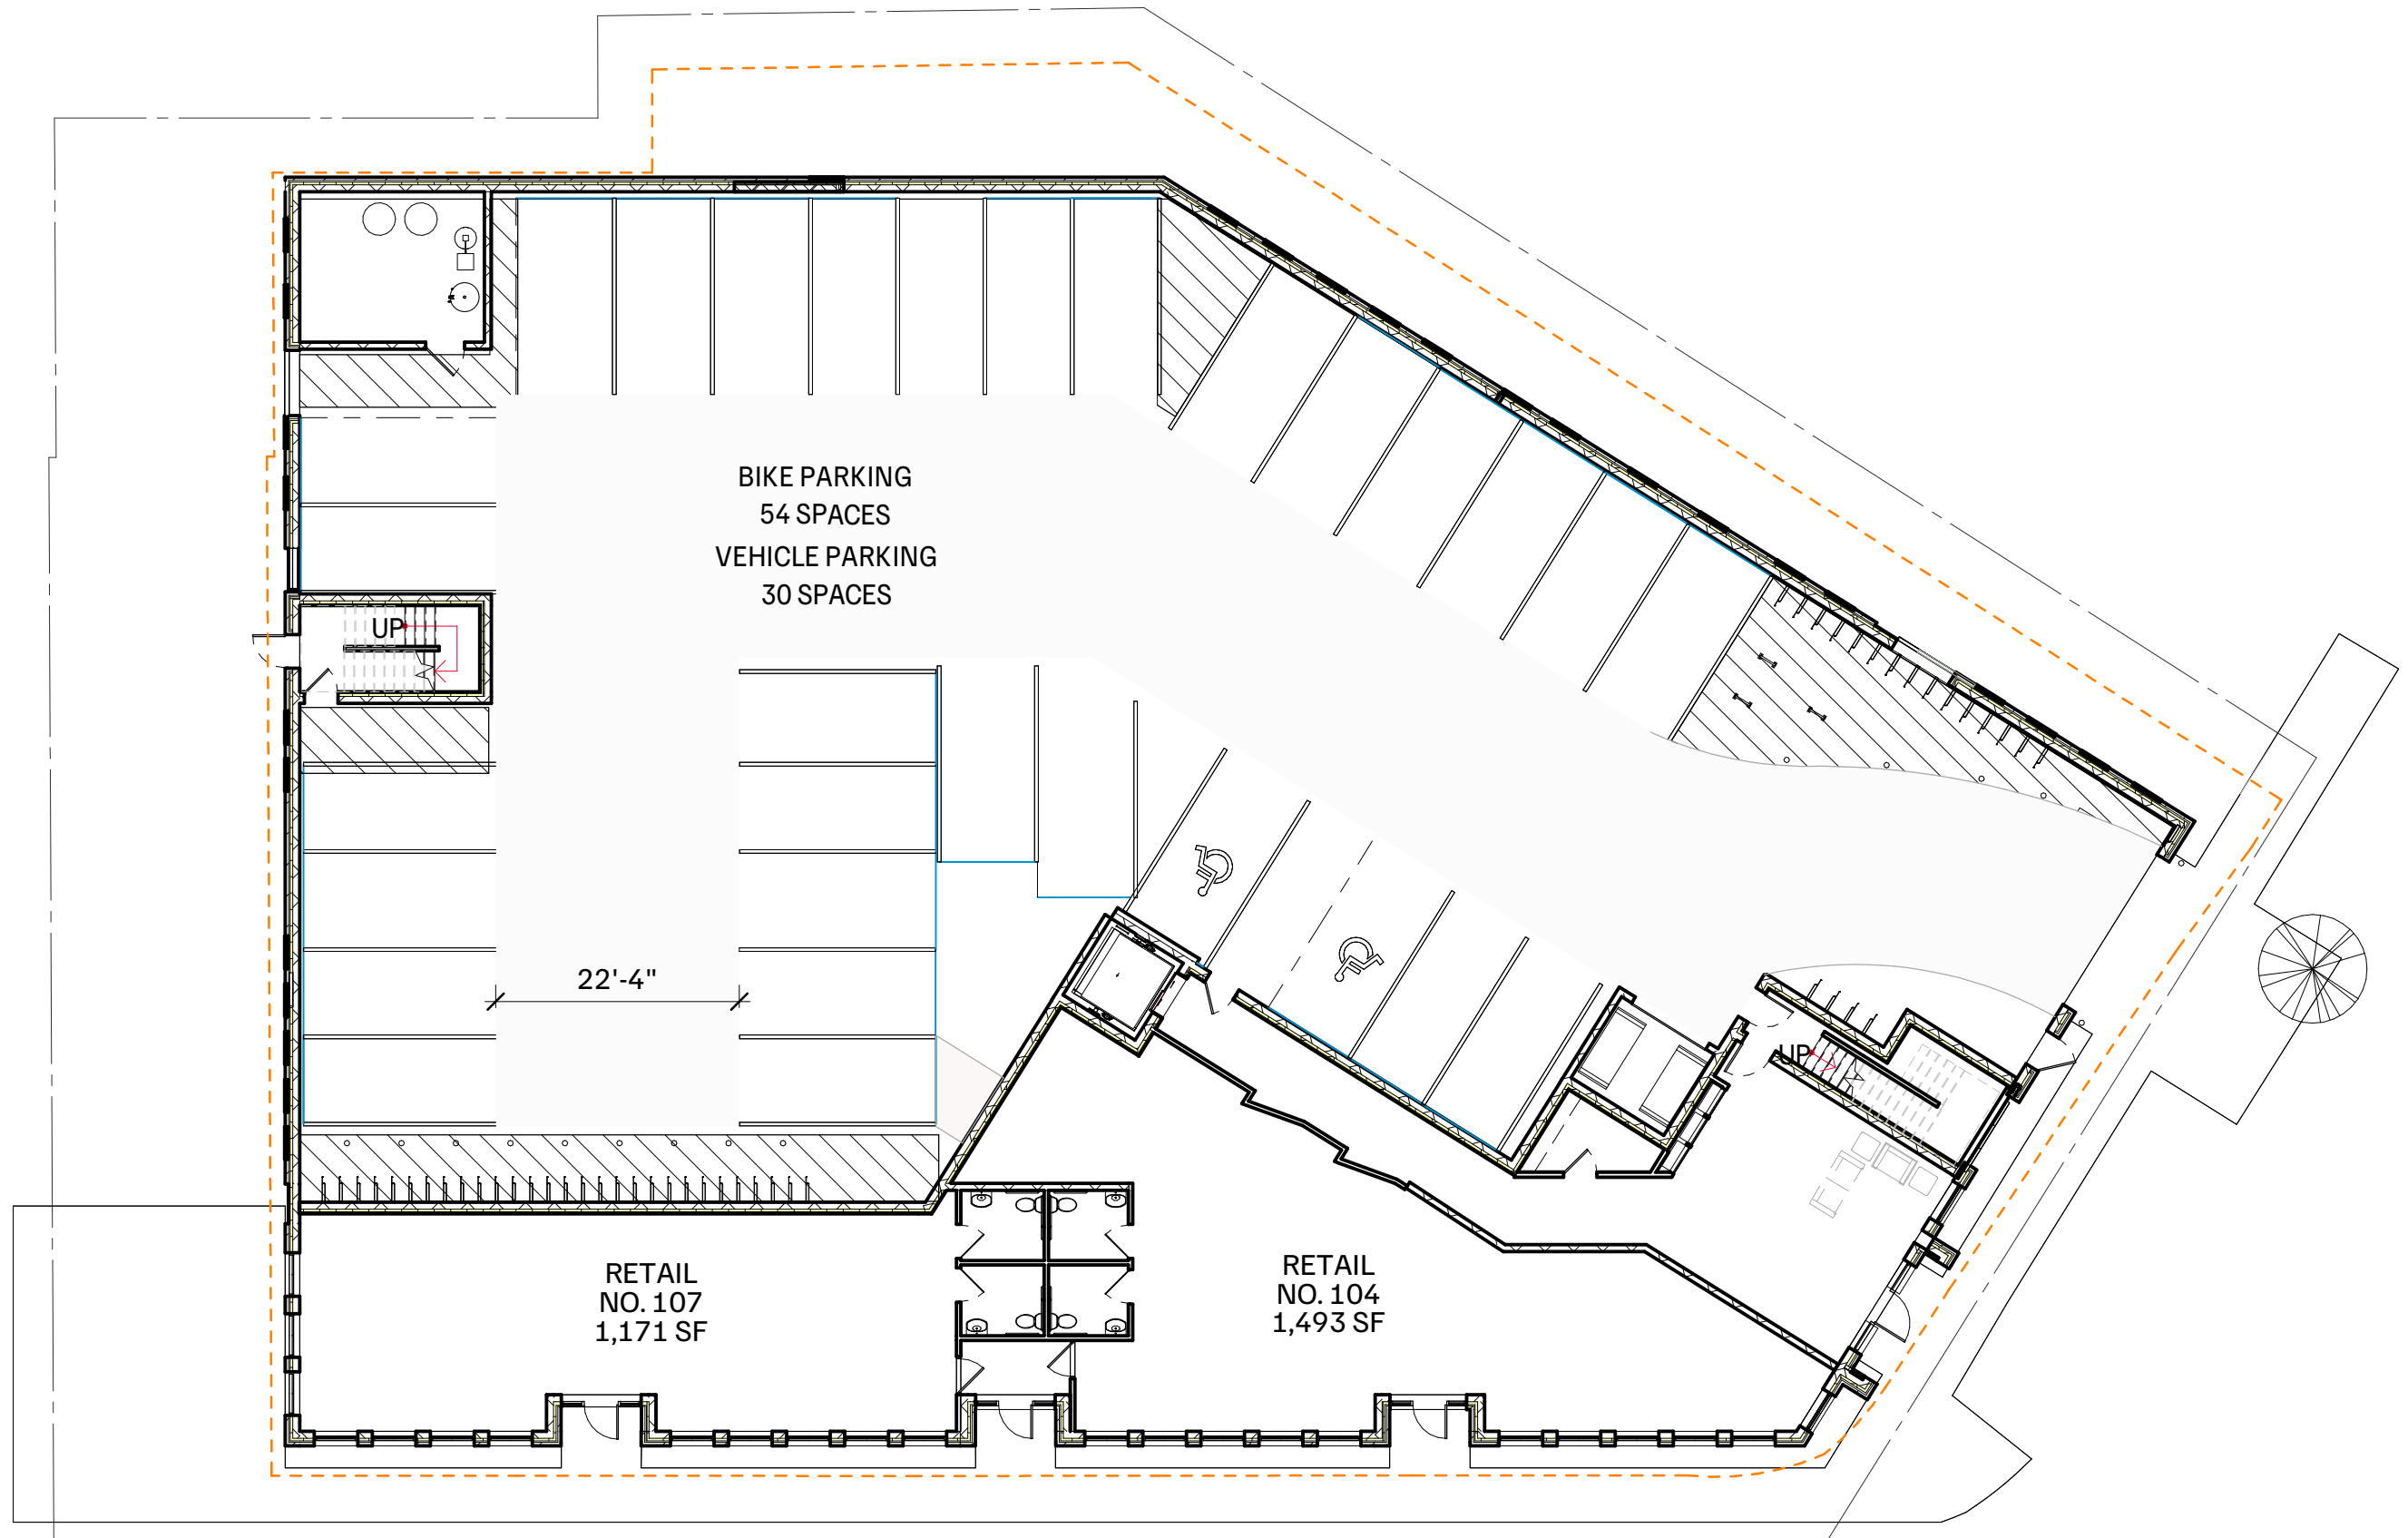 BIKE PARKING
54 SPACES
VEHICLE PARKING
30 SPACES
UP
22'-4"
UP
RETAIL
NO. 107
1,171 SF
RETAIL
NO. 104
1,493 SF